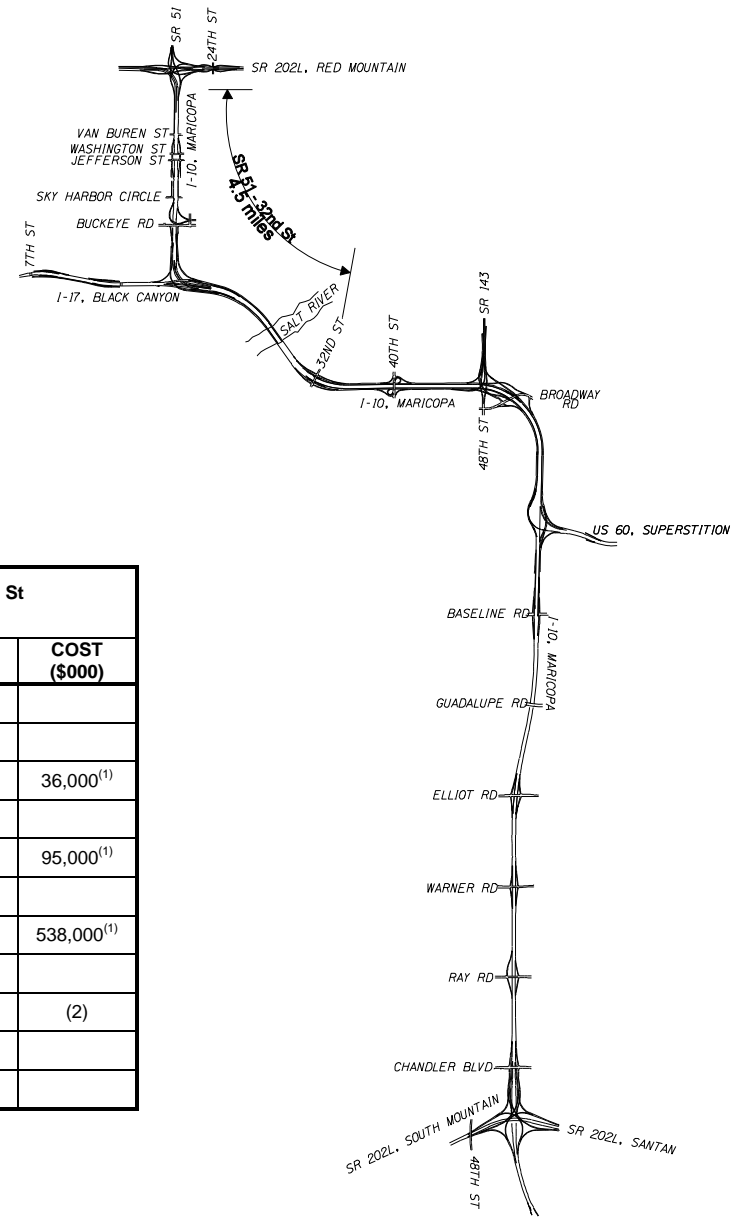 SR 51
24TH ST
SR 202L, RED MOUNTAIN
I-10, MARICOPA
VAN BUREN ST
WASHINGTON ST
JEFFERSON ST
SKY HARBOR CIRCLE
BUCKEYE RD
SR 51 - 32nd St
4.5 miles
7TH ST
I-17, BLACK CANYON
SALT RIVER
32ND ST
40TH ST
SR 143
I-10, MARICOPA
48TH ST
BROADWAY
RD
US 60, SUPERSTITION
BASELINE RD
I-10, MARICOPA
GUADALUPE RD
ELLIOT RD
WARNER RD
RAY RD
CHANDLER BLVD
SR 202L, SOUTH MOUNTAIN
SR 202L, SANTAN
48TH ST
St
COST
($000)
36,000(1)
95,000(1)
538,000(1)
(2)